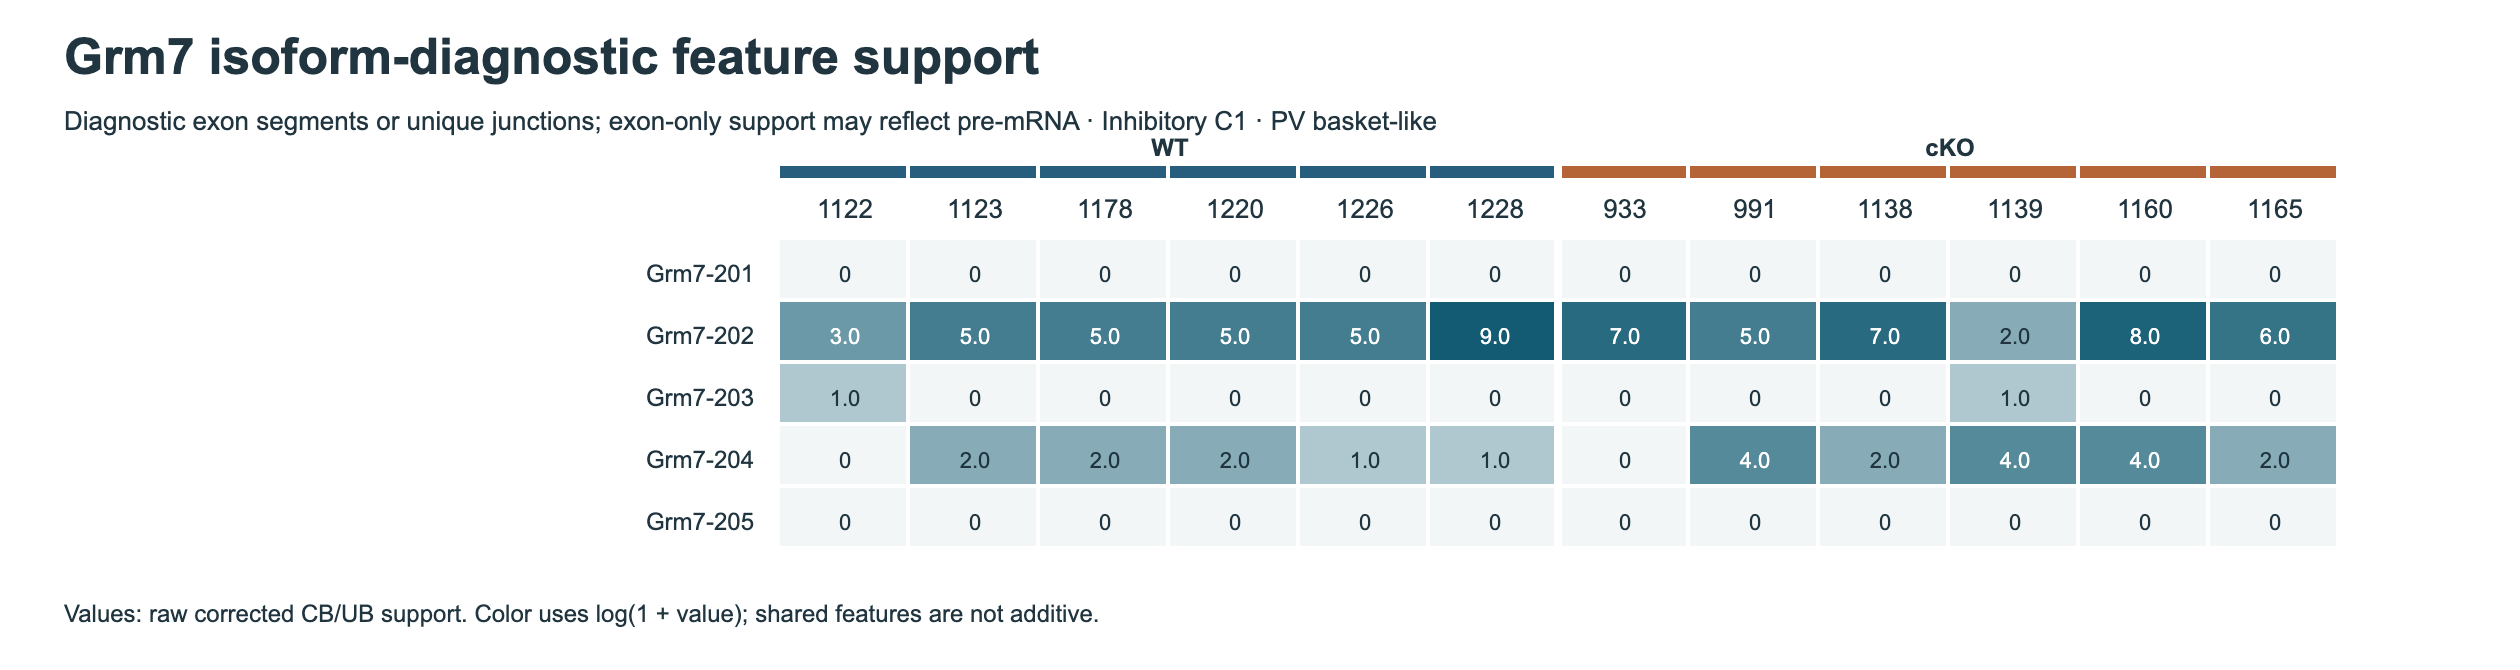 Grm7 isoform-diagnostic feature support
Diagnostic exon segments or unique junctions; exon-only support may reflect pre-mRNA · Inhibitory C1 · PV basket-like
WT cKO
1122 1123 1178 1220 1226 1228 933 991 1138 1139 1160 1165
Grm7-201 0 0 0 0 0 0 0 0 0 0 0 0
Grm7-202 3.0 5.0 5.0 5.0 5.0 9.0 7.0 5.0 7.0 2.0 8.0 6.0
Grm7-203 1.0 0 0 0 0 0 0 0 0 1.0 0 0
Grm7-204 0 2.0 2.0 2.0 1.0 1.0 0 4.0 2.0 4.0 4.0 2.0
Grm7-205 0 0 0 0 0 0 0 0 0 0 0 0
Values: raw corrected CB/UB support. Color uses log(1 + value); shared features are not additive.